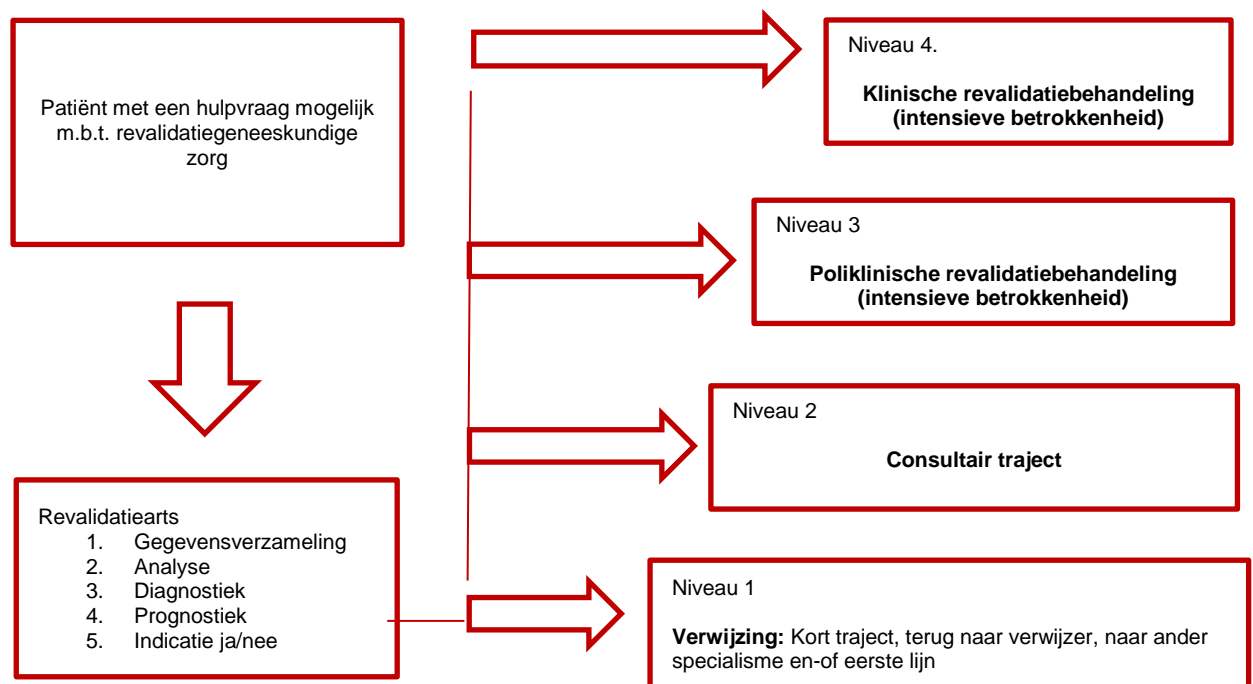 Patiënt met een hulpvraag mogelijk
m.b.t. revalidatiegeneeskundige
zorg
Revalidatiearts
1. Gegevensverzameling
2. Analyse
3. Diagnostiek
4. Prognostiek
5. Indicatie ja/nee
Niveau 4.
Klinische revalidatiebehandeling
(intensieve betrokkenheid)
Niveau 3
Poliklinische revalidatiebehandeling
(intensieve betrokkenheid)
Niveau 2
Consultair traject
Niveau 1
Verwijzing: Kort traject, terug naar verwijzer, naar ander
specialisme en-of eerste lijn